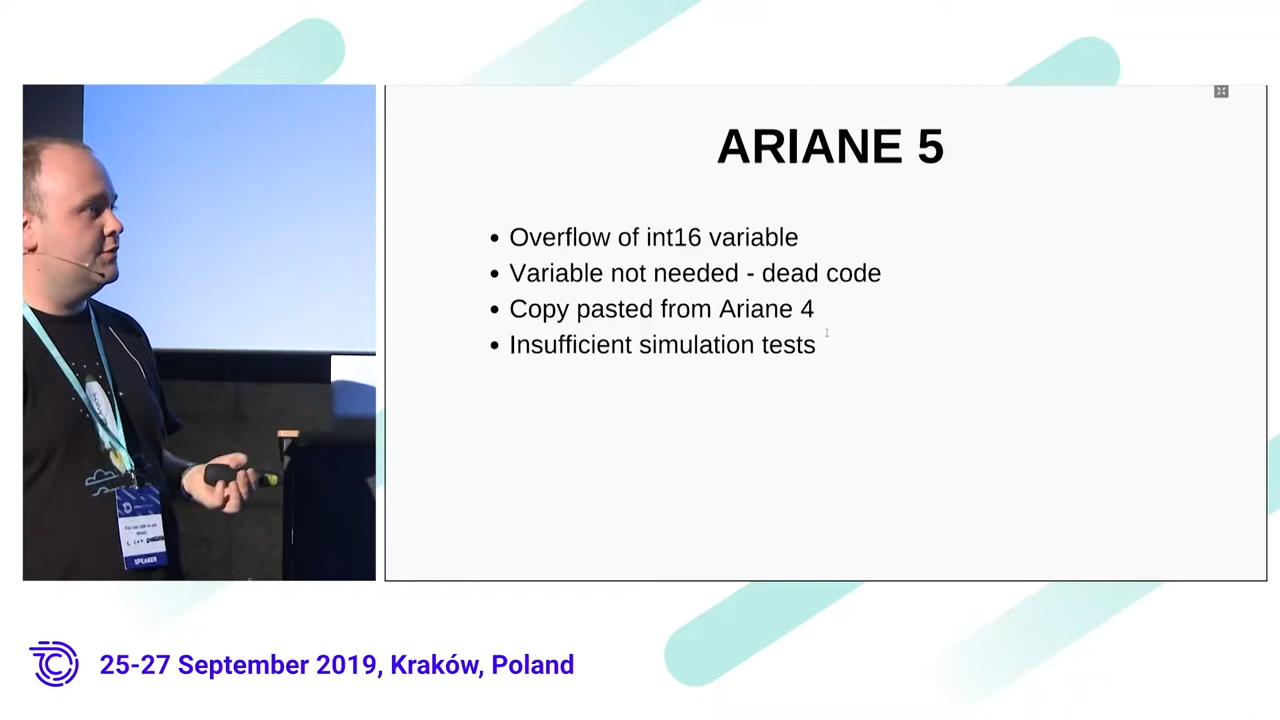 ARIANE 5
Overflow of int16 variable
Variable not needed - dead code
Copy pasted from Ariane 4
Insufficient simulation tests
SPEAKER
25-27 September 2019, Kraków, Poland